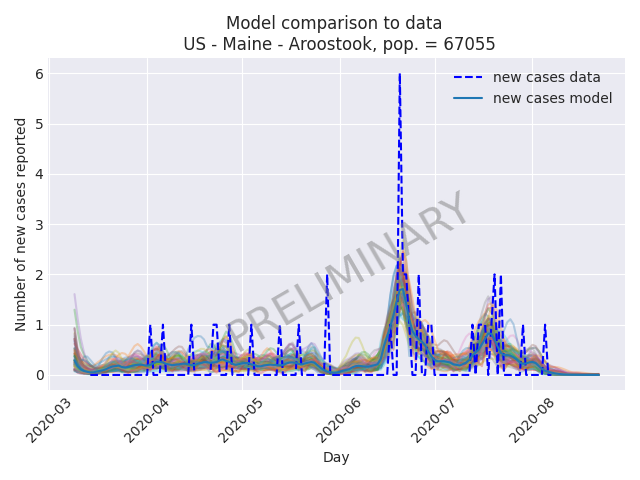 Model comparison to data
US - Maine - Aroostook, pop. = 67055
new cases data
new cases model
PRELIMINARY
Number of new cases reported
6
5
4
3
2
1
0
2020-03
2020-04
2020-05
2020-06
2020-07
2020-08
Day